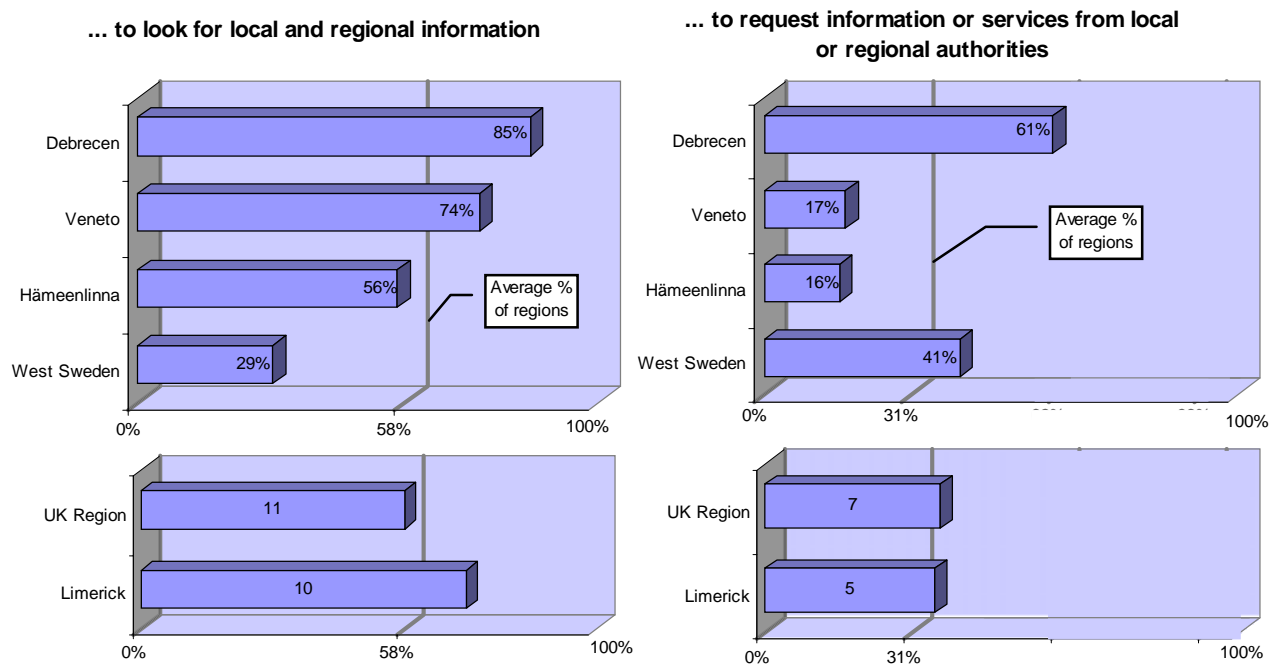 ... to look for local and regional information
Debrecen
85%
Veneto
74%
Hämeenlinna
56%
West Sweden
29%
Average %
of regions
0%
58%
100%
UK Region
11
Limerick
10
0%
58%
100%
... to request information or services from local
or regional authorities
Debrecen
61%
Veneto
17%
Hämeenlinna
16%
West Sweden
41%
Average %
of regions
0%
31%
100%
UK Region
7
Limerick
5
0%
31%
100%